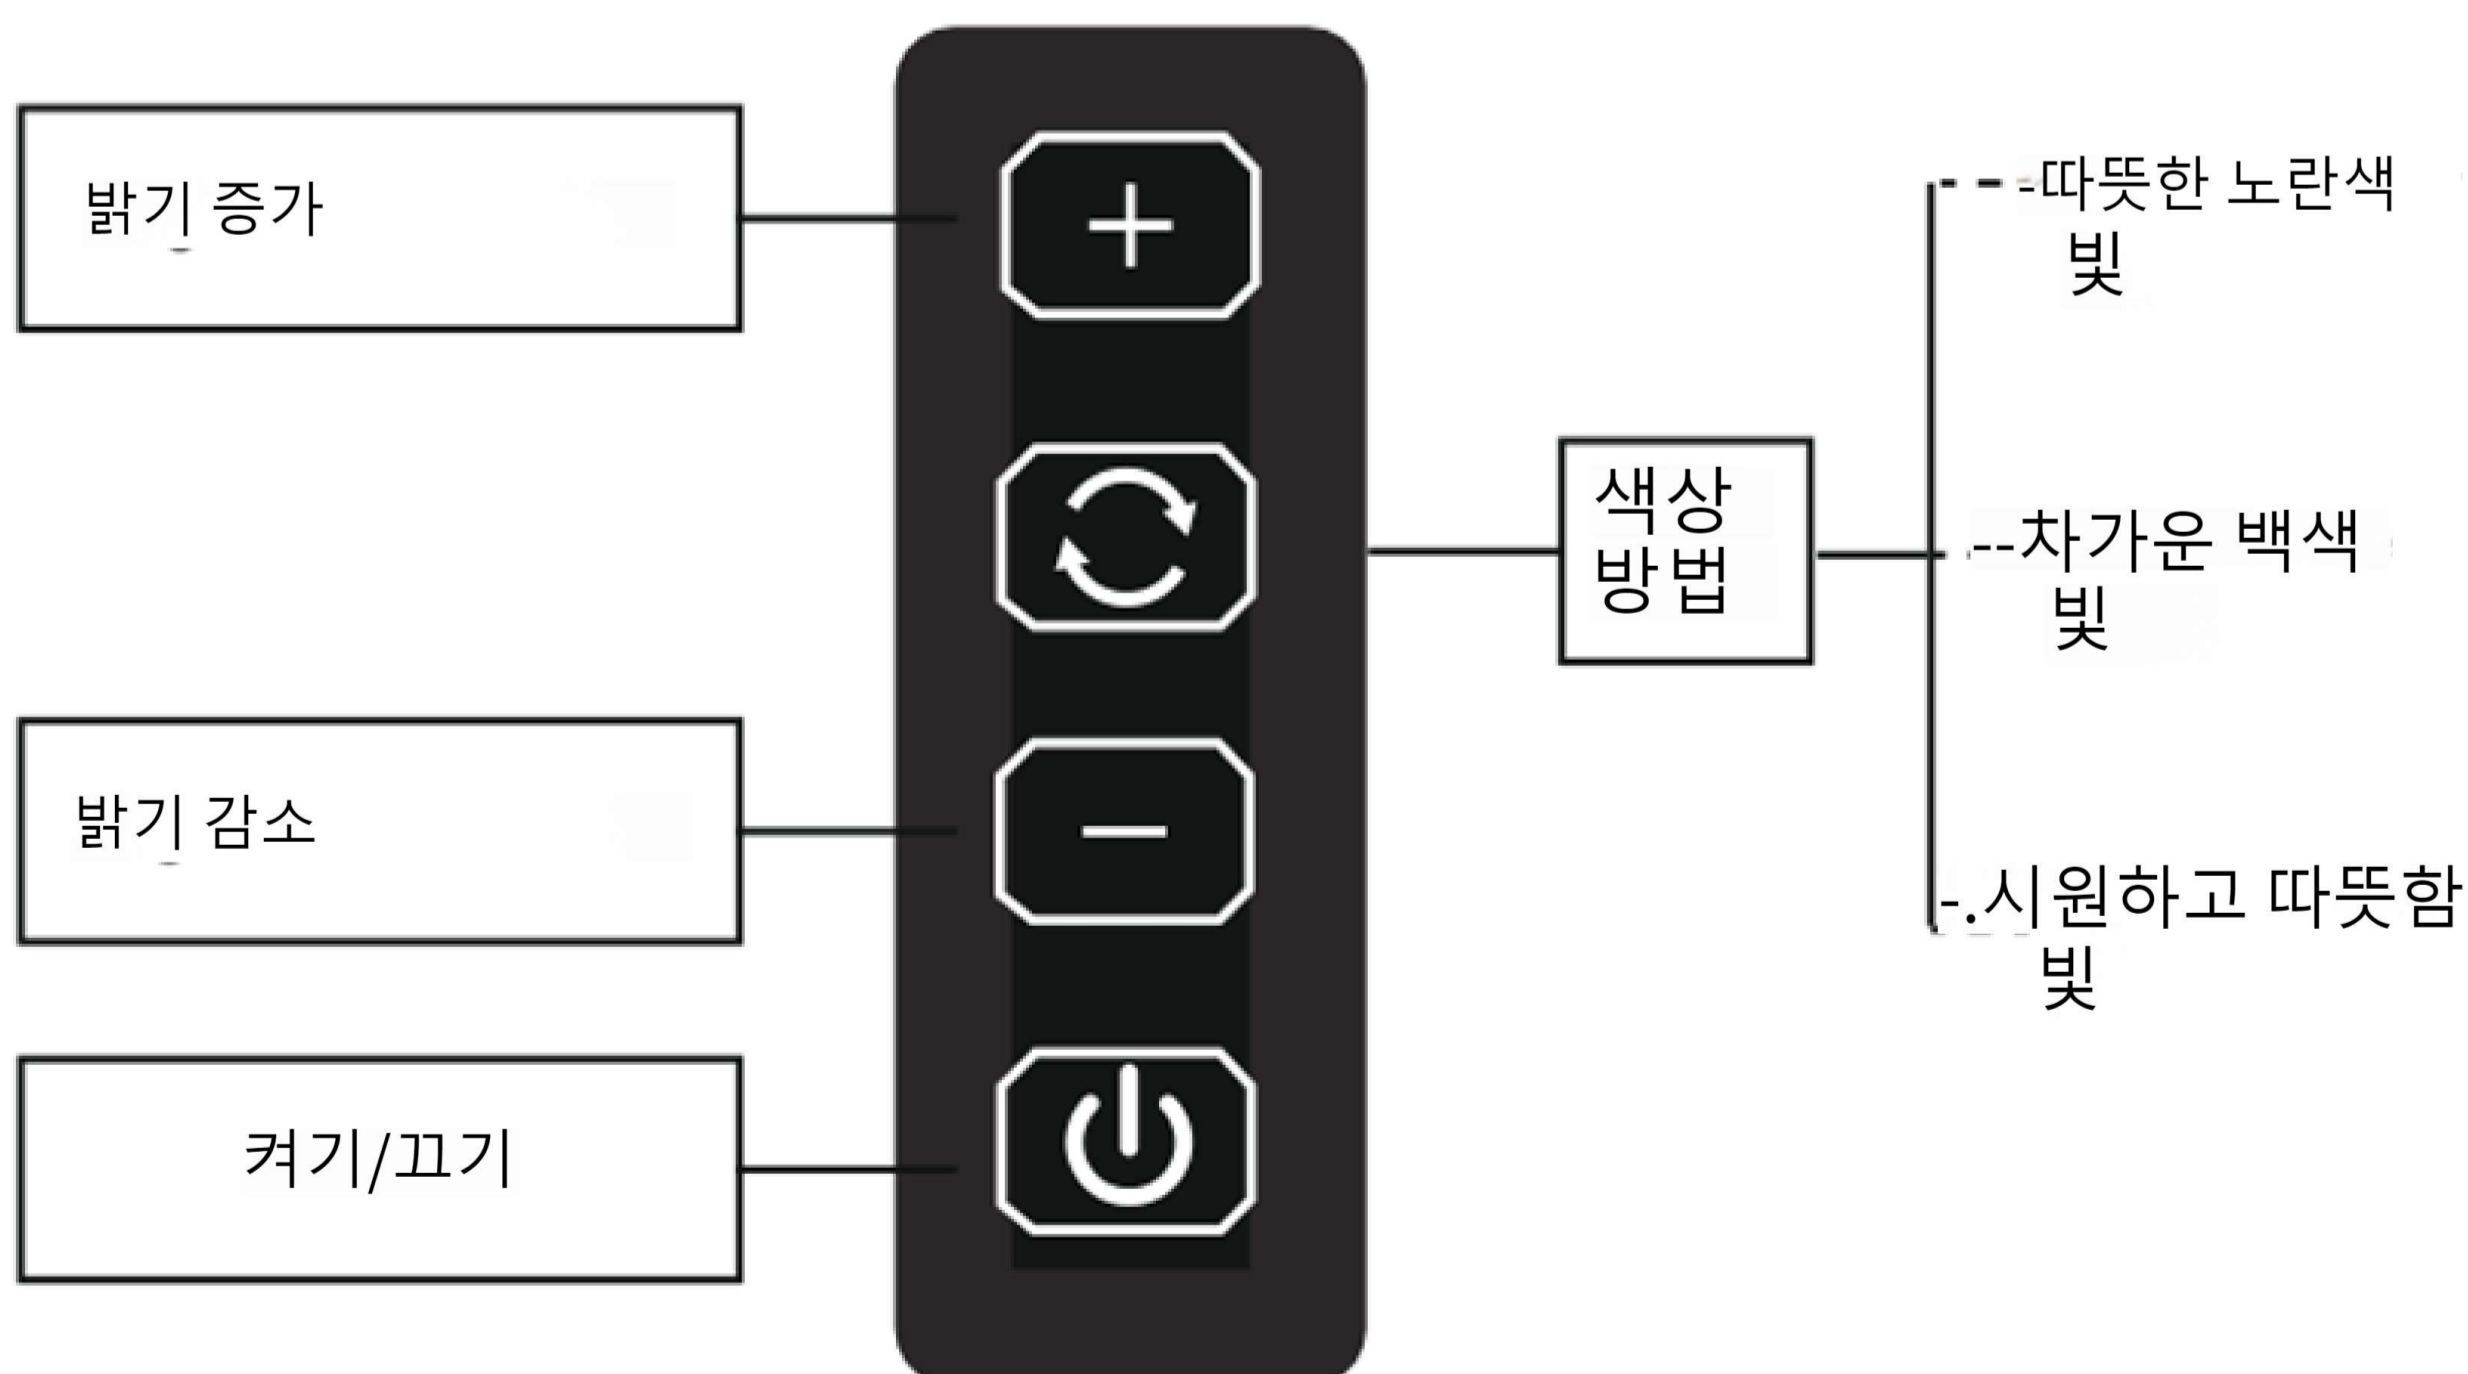 밝기 증가
+
--따뜻한 노란색
빛
색상
방법
--차가운 백색
빛
밝기 감소
-
-.시원하고 따뜻함
빛
켜기/끄기